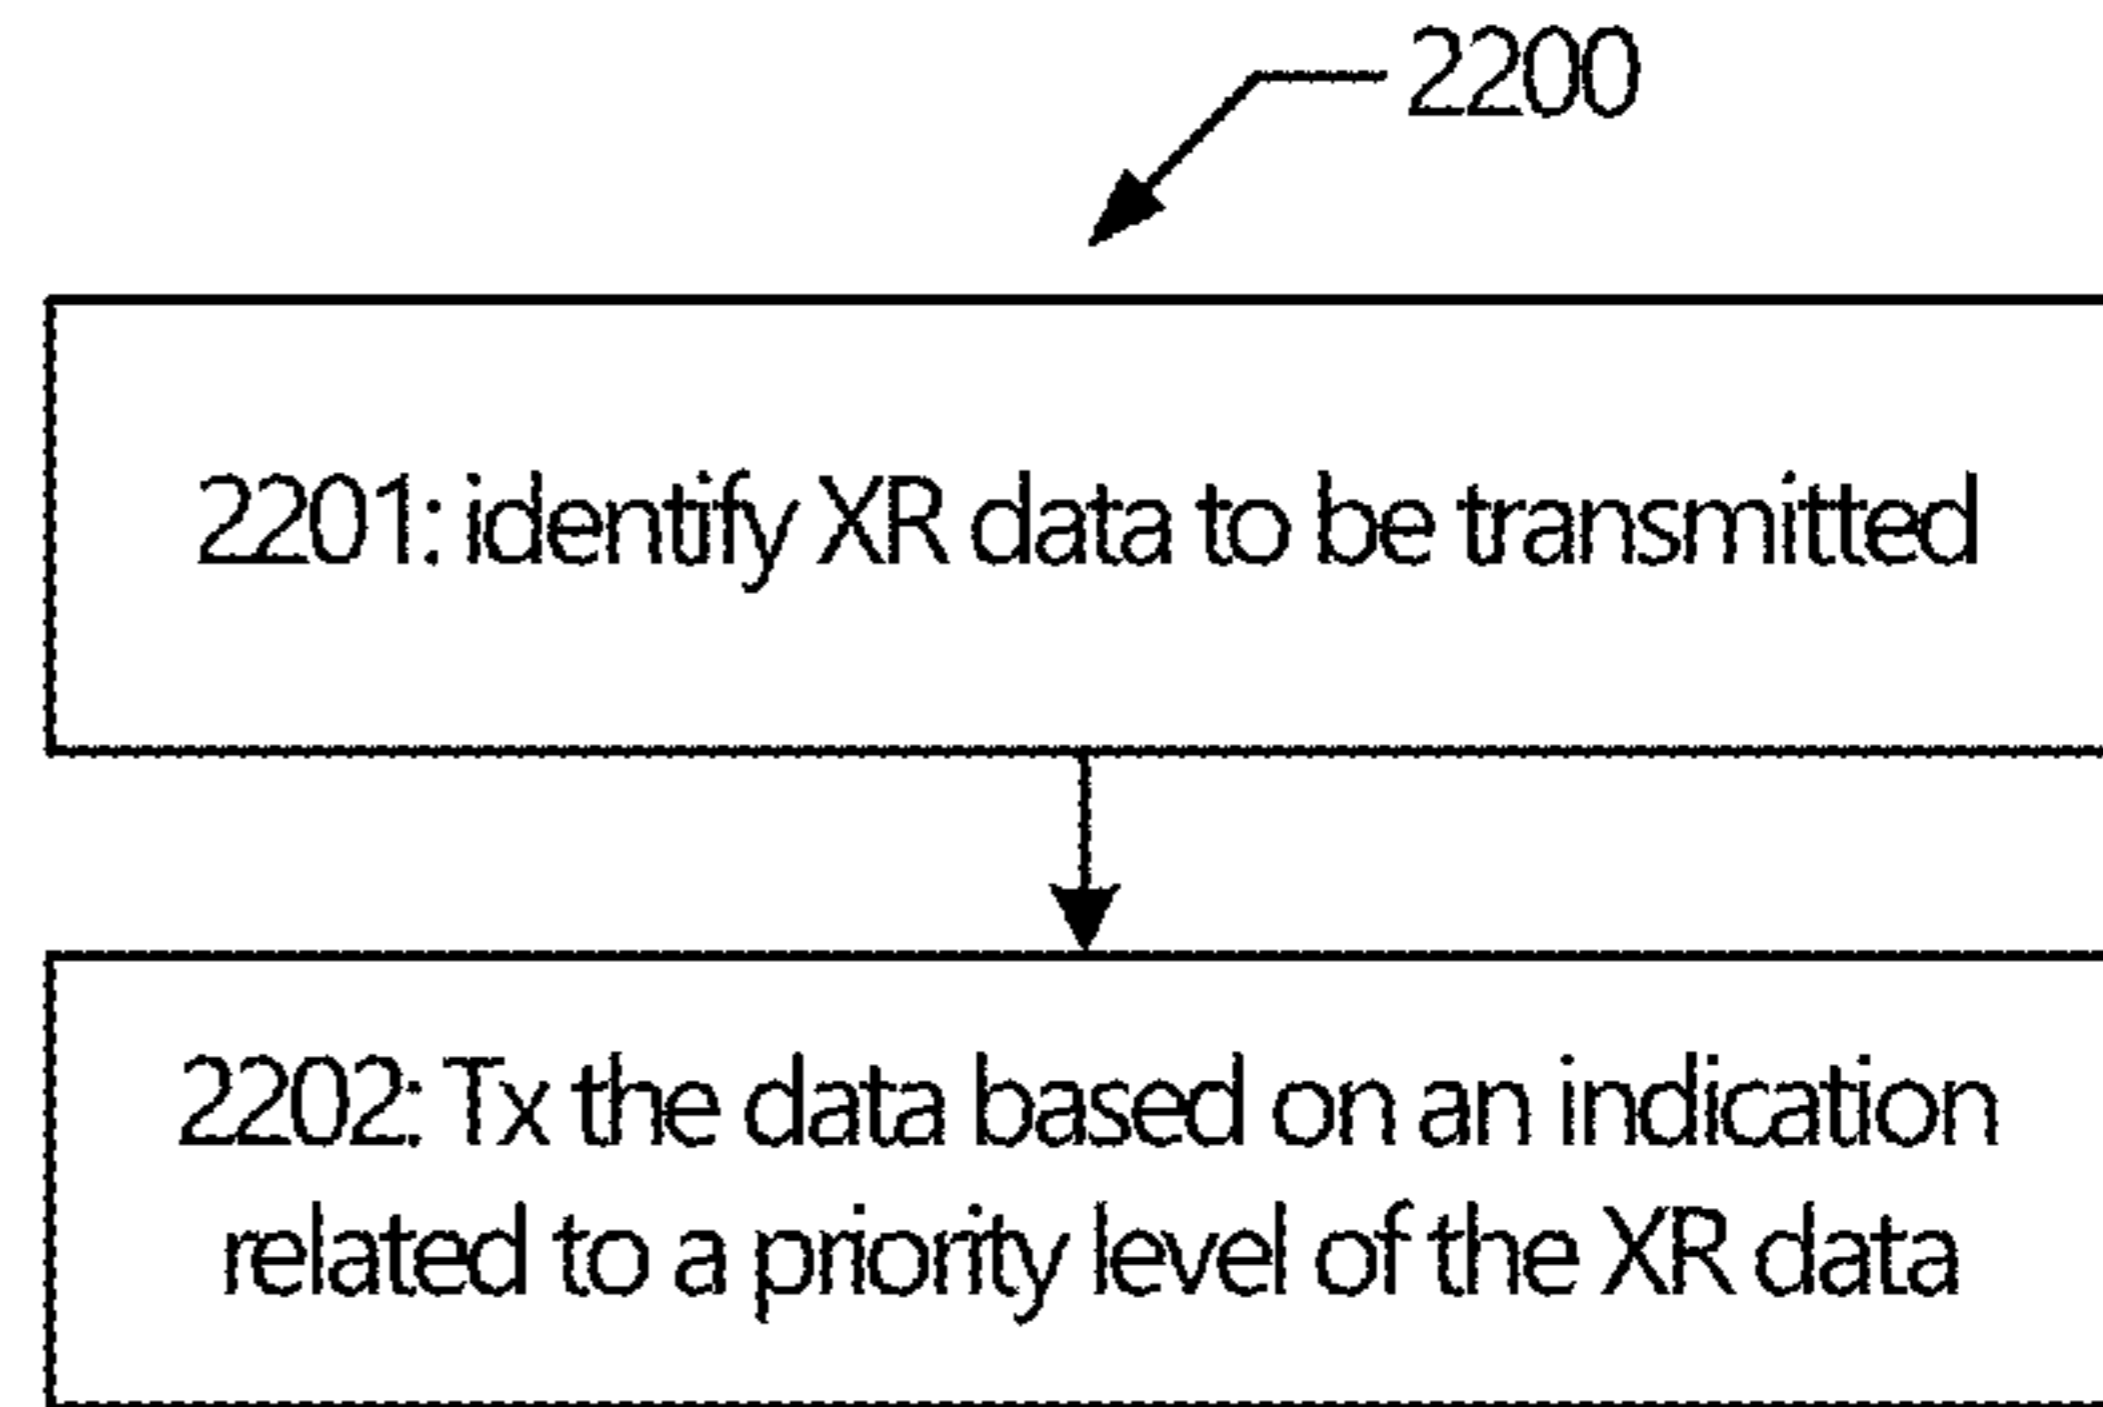 2200
2201: identify XR data to be transmitted
2202: Tx the data based on an indication
related to a priority level of the XR data